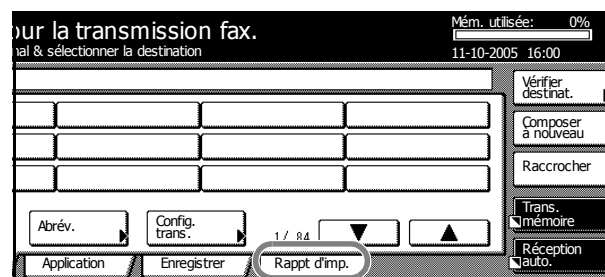 our la transmission fax.
nal & sélectionner la destination
Mém. utilisée: 0%
11-10-2005 16:00
Vérifier
destinat.
Composer
à nouveau
Raccrocher
Trans.
mémoire
Réception
auto.
Abrév.
Config.
trans.
1/ 84
Application
Enregistrer
Rappt d'imp.